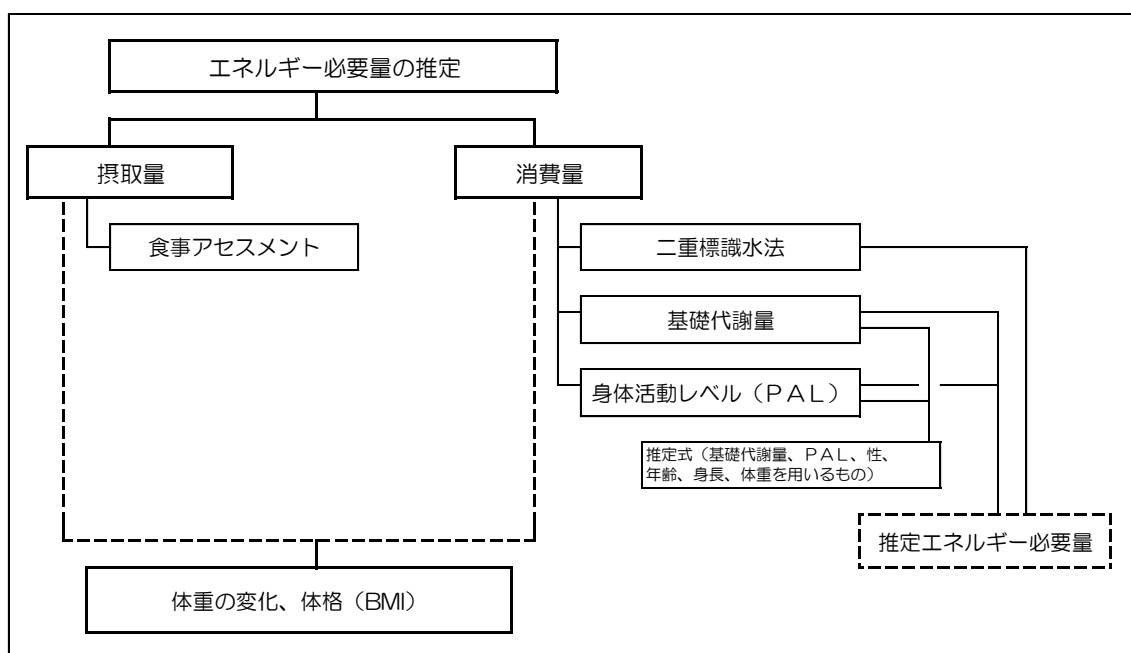 エネルギー必要量の推定
摂取量
消費量
食事アセスメント
二重標識水法
基礎代謝量
身体活動レベル（ＰＡＬ）
推定式（基礎代謝量、ＰＡＬ、性、
年齢、身長、体重を用いるもの）
推定エネルギー必要量
体重の変化、体格（BMI）